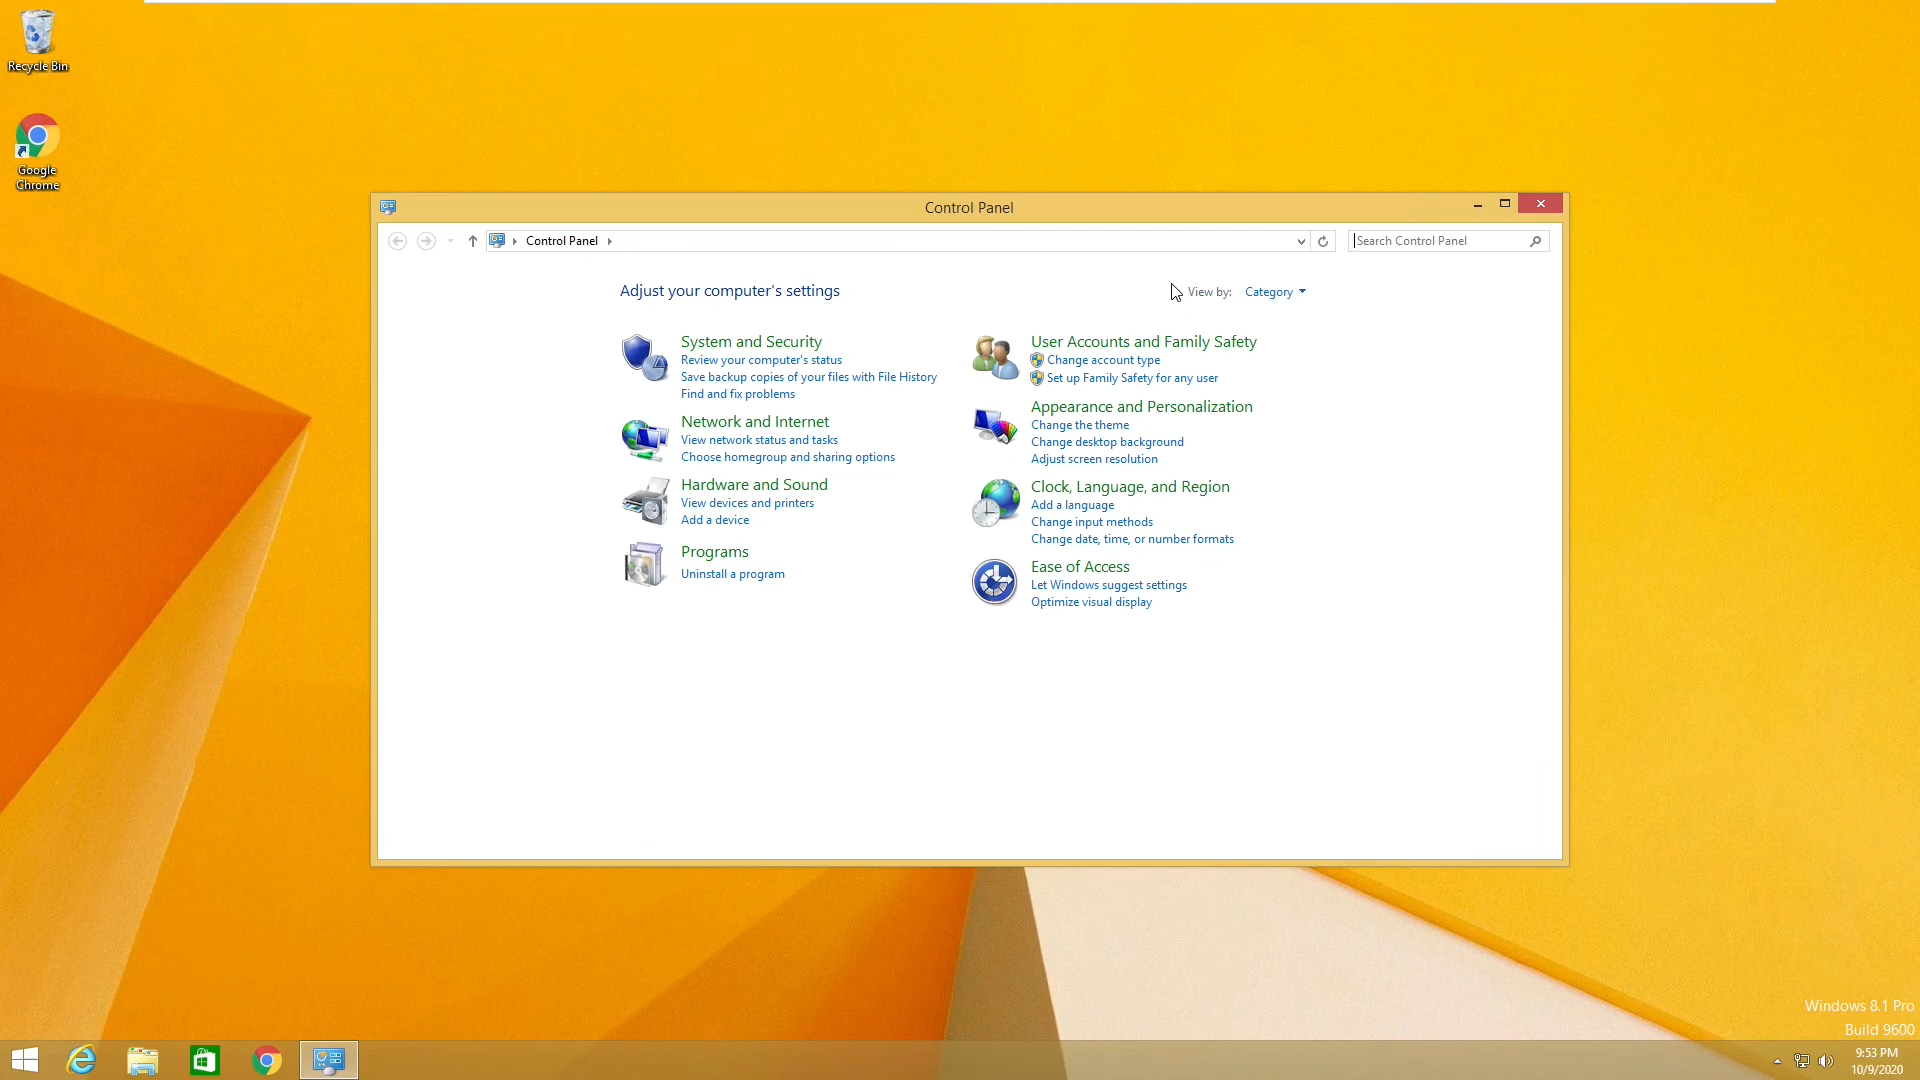 Recycle Bin
Google
Chrome
Control Panel
Control Panel
Search Control Panel
Adjust your computer's settings
View by:
Category
System and Security
Review your computer's status
Save backup copies of your files with File History
Find and fix problems
Network and Internet
View network status and tasks
Choose homegroup and sharing options
Hardware and Sound
View devices and printers
Add a device
Programs
Uninstall a program
User Accounts and Family Safety
Change account type
Set up Family Safety for any user
Appearance and Personalization
Change the theme
Change desktop background
Adjust screen resolution
Clock, Language, and Region
Add a language
Change input methods
Change date, time, or number formats
Ease of Access
Let Windows suggest settings
Optimize visual display
Windows 8.1 Pro
Build 9600
9:53 PM
10/9/2020